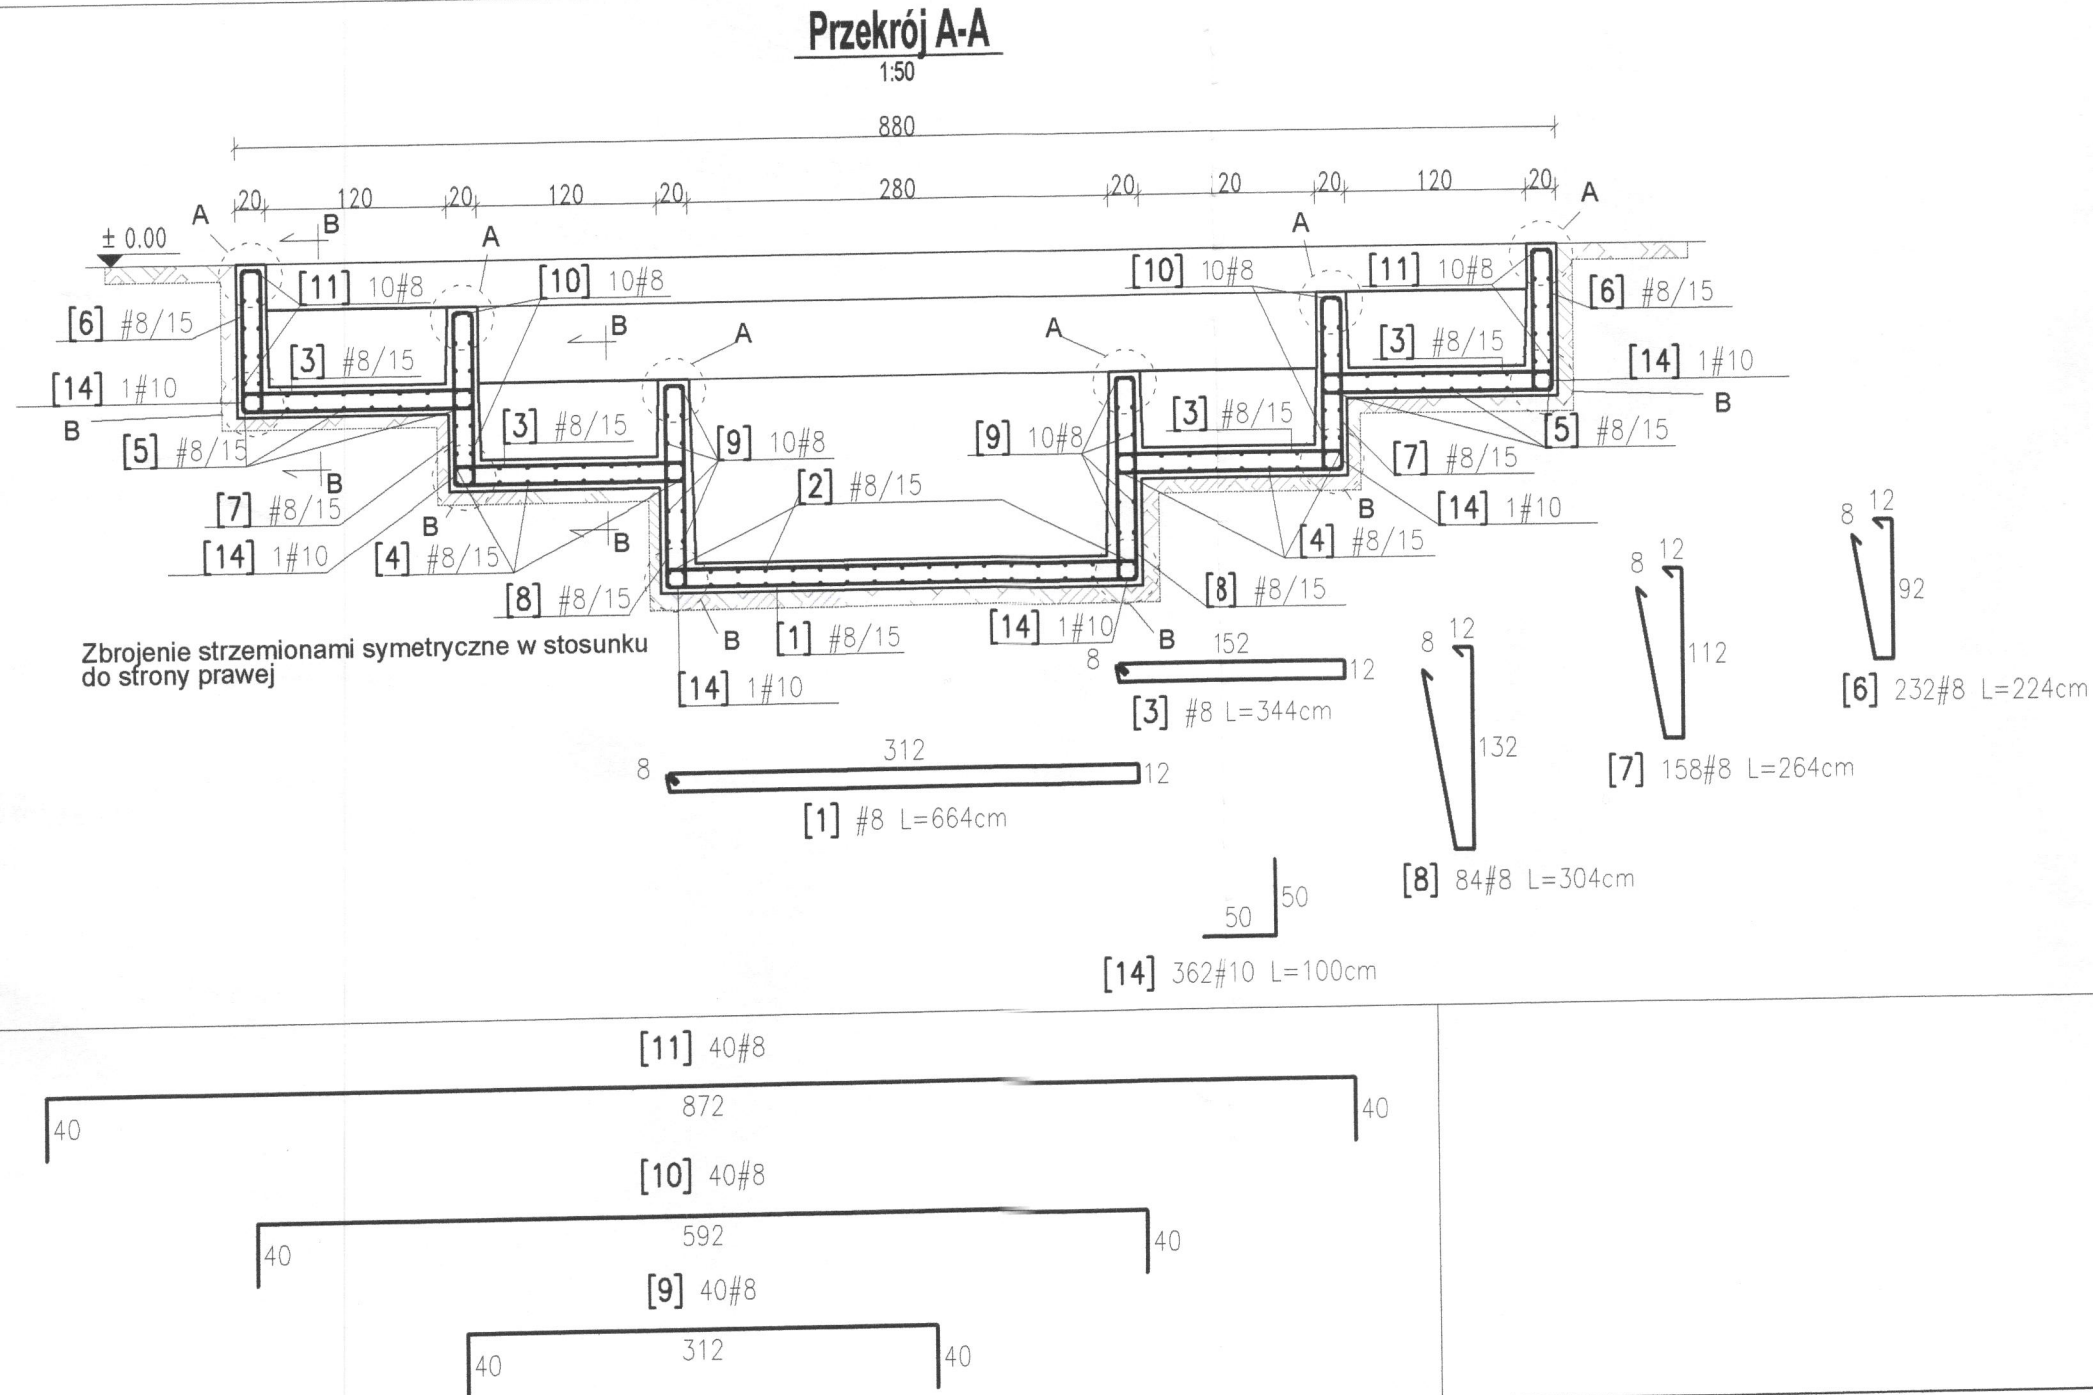 Przekrój A-A
1:50
880
20 120 20 120 20 280 20 120 20 120 20
A B A A A
± 0.00
[11] 10#8 [10] 10#8 [10] 10#8 [11] 10#8
[6] #8/15 B A A [6] #8/15
[3] #8/15 [3] #8/15
[14] 1#10 [14] 1#10
B [3] #8/15 [3] #8/15 B
[5] #8/15 [9] 10#8 [9] 10#8 [5] #8/15
B [2] #8/15 [7] #8/15
[7] #8/15 B B [14] 1#10
[14] 1#10 [4] #8/15 B [4] #8/15
[8] #8/15 [8] #8/15
B [1] #8/15 [14] 1#10 B
Zbrojenie strzemionami symetryczne w stosunku
do strony prawej
[14] 1#10
8 152 12
[3] #8 L=344cm
8 12 132
[8] 84#8 L=304cm
8 12 112
[7] 158#8 L=264cm
8 12 92
[6] 232#8 L=224cm
8 312 12
[1] #8 L=664cm
50 50
[14] 362#10 L=100cm
[11] 40#8
40 872 40
[10] 40#8
40 592 40
[9] 40#8
40 312 40